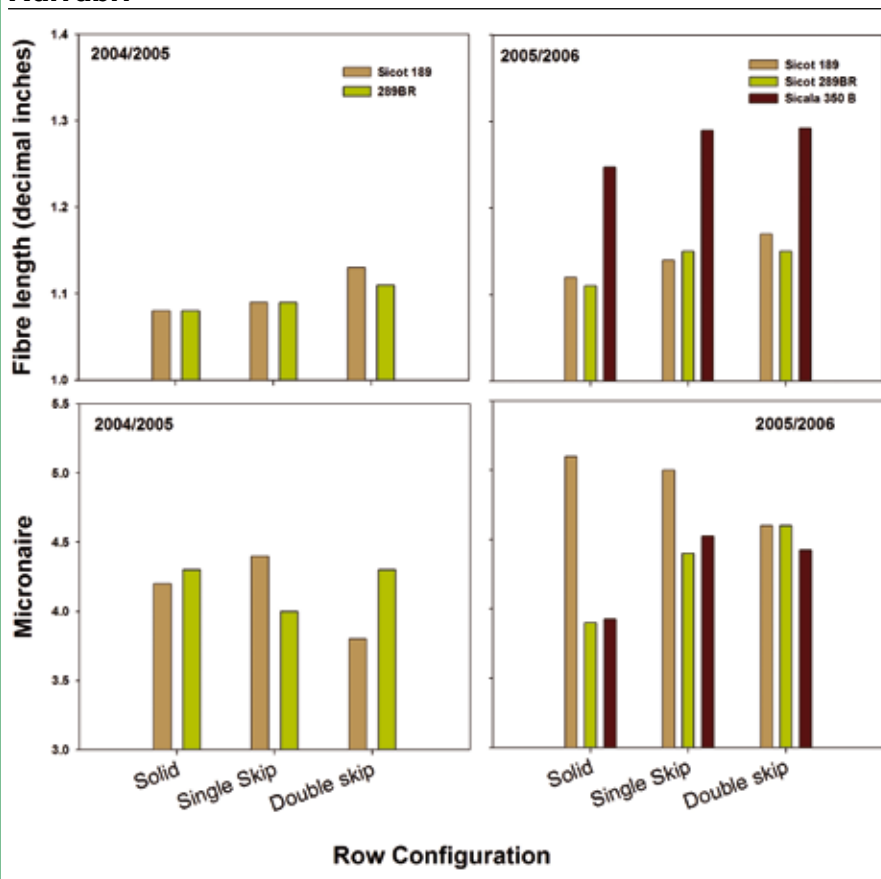 2004/2005
Sicot 189
289BR
2005/2006
Sicot 189
Sicot 289BR
Sicala 350 B
Fibre length (decimal inches)
1.4
1.3
1.2
1.1
1.0
2004/2005
2005/2006
Micronaire
5.5
5.0
4.5
4.0
3.5
3.0
Solid
Single Skip
Double skip
Solid
Single Skip
Double skip
Row Configuration